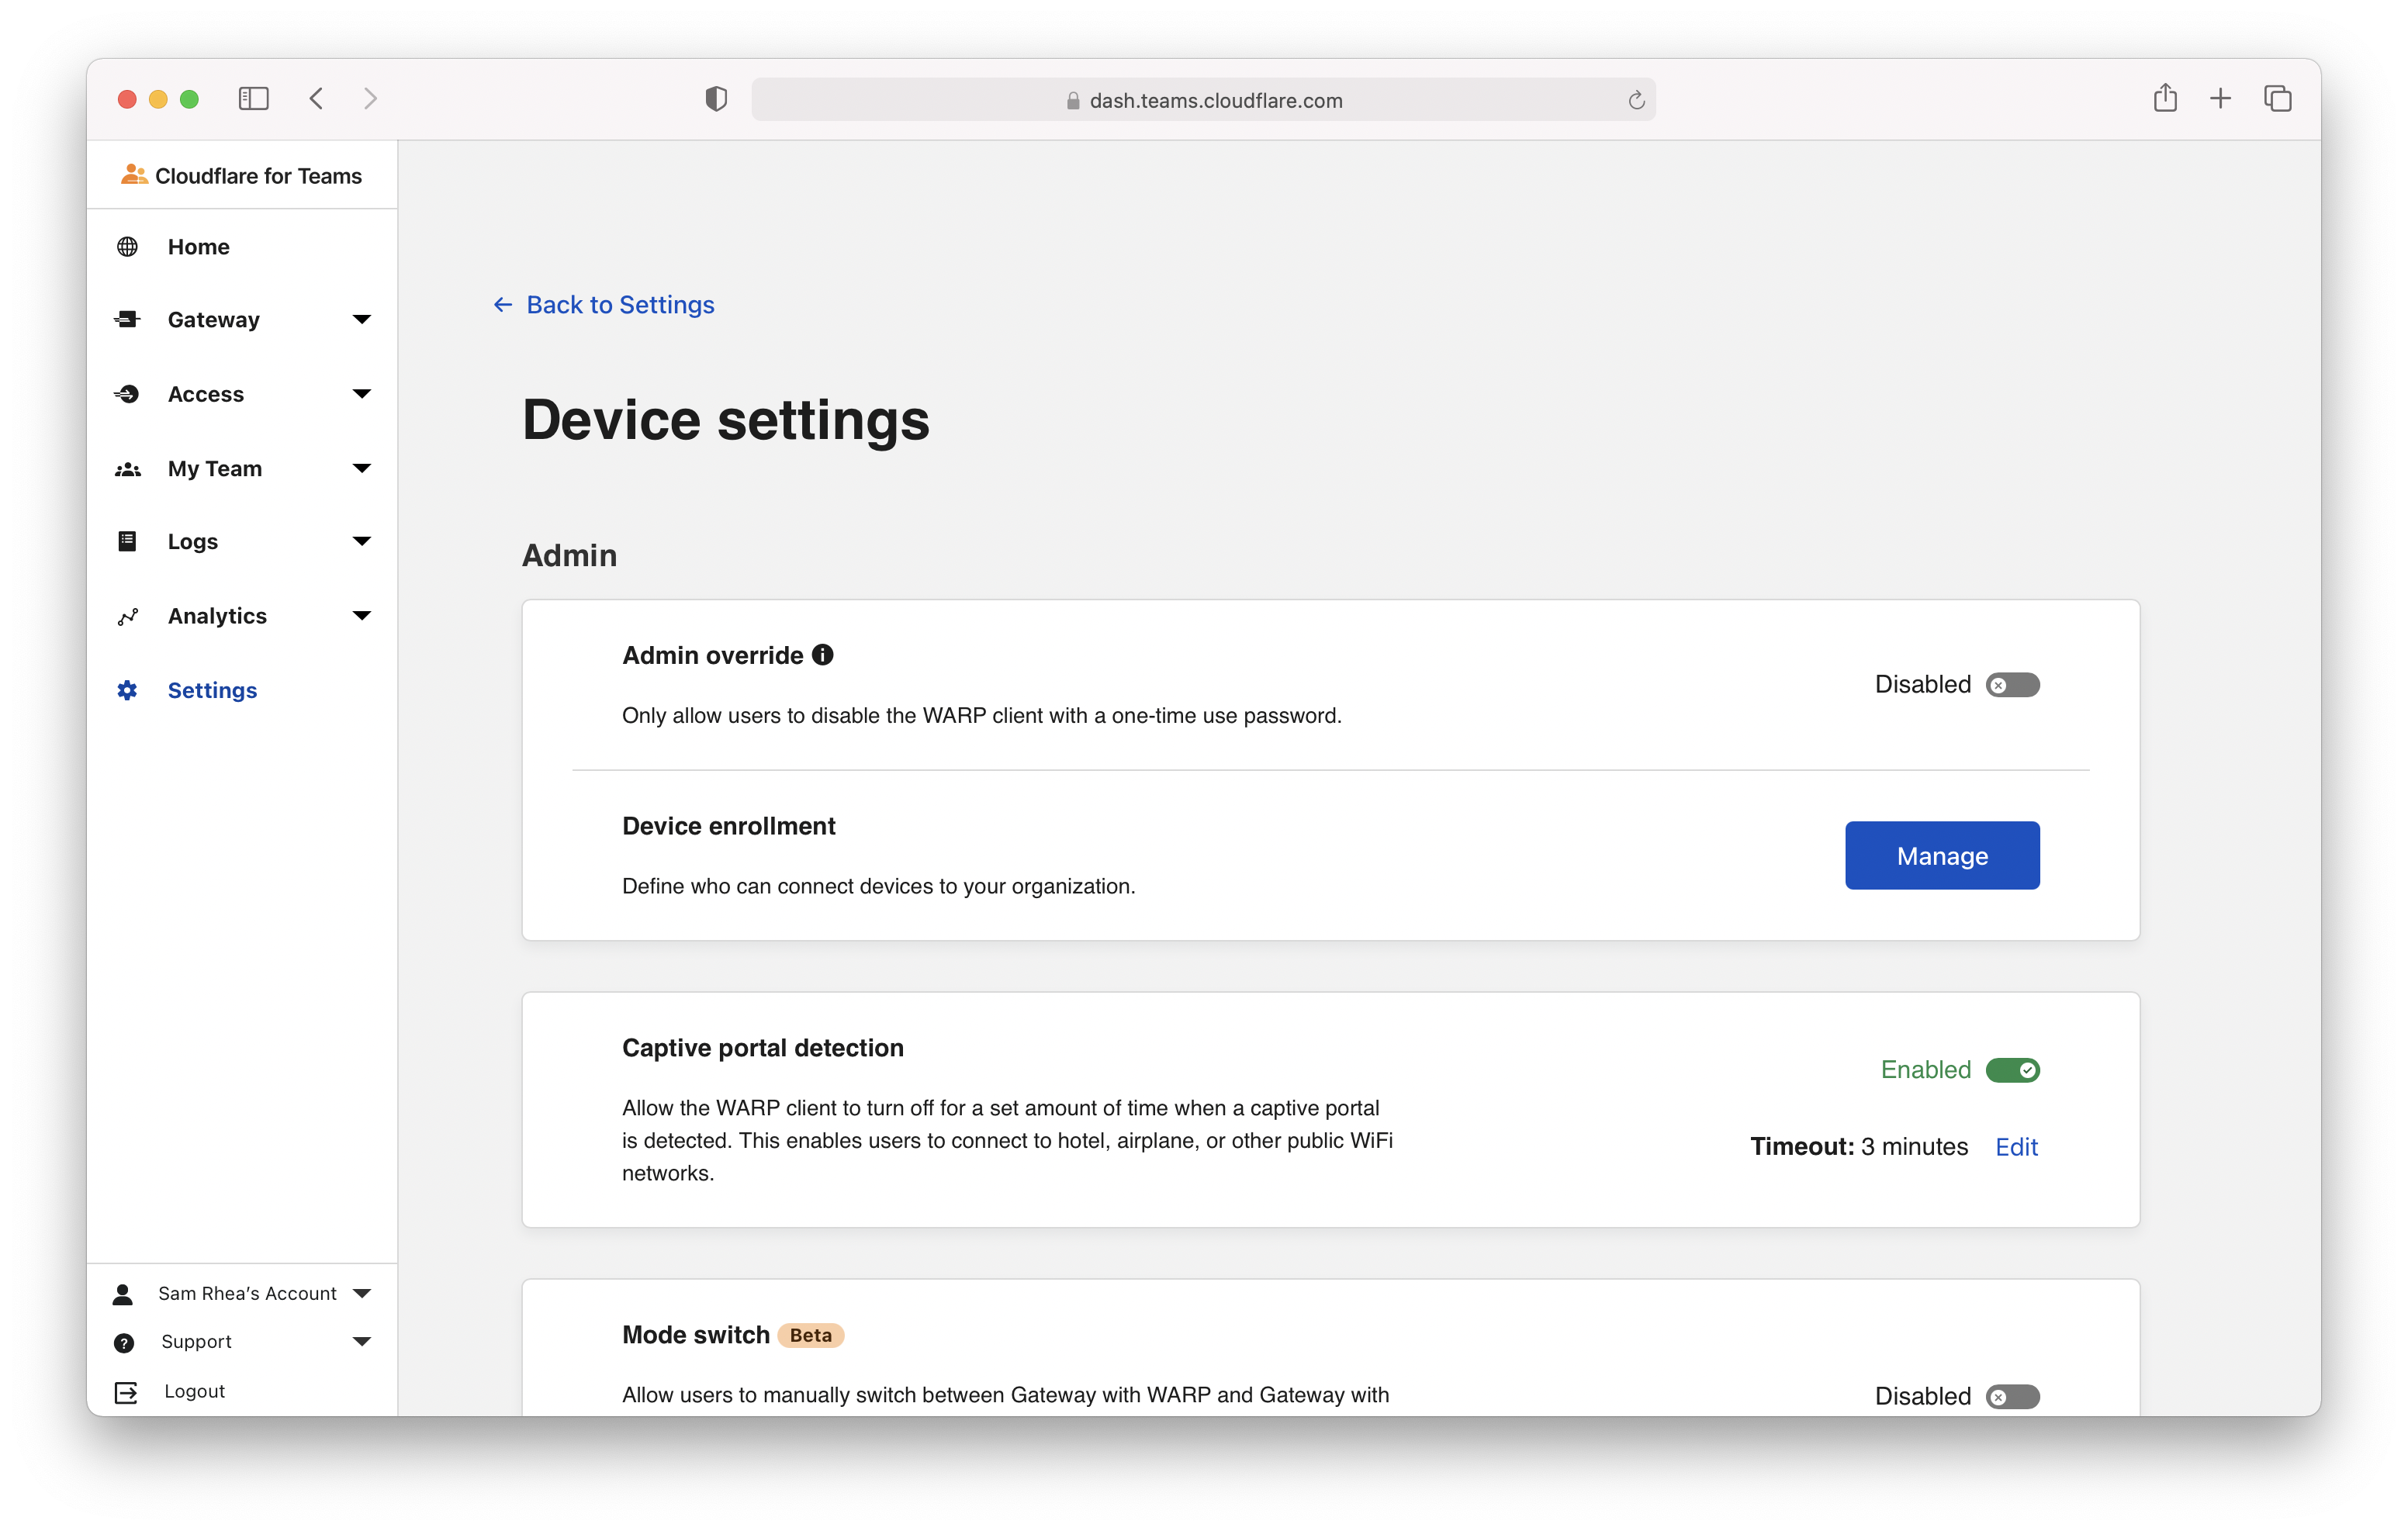 dash.teams.cloudflare.com
Cloudflare for Teams
Home
Gateway
Access
My Team
Logs
Analytics
Settings
Sam Rhea’s Account
Support
Logout
Back to Settings
Device settings
Admin
Admin override
Only allow users to disable the WARP client with a one-time use password.
Disabled
Device enrollment
Define who can connect devices to your organization.
Manage
Captive portal detection
Allow the WARP client to turn off for a set amount of time when a captive portal
is detected. This enables users to connect to hotel, airplane, or other public WiFi
networks.
Enabled
Timeout: 3 minutes Edit
Mode switch Beta
Allow users to manually switch between Gateway with WARP and Gateway with
Disabled